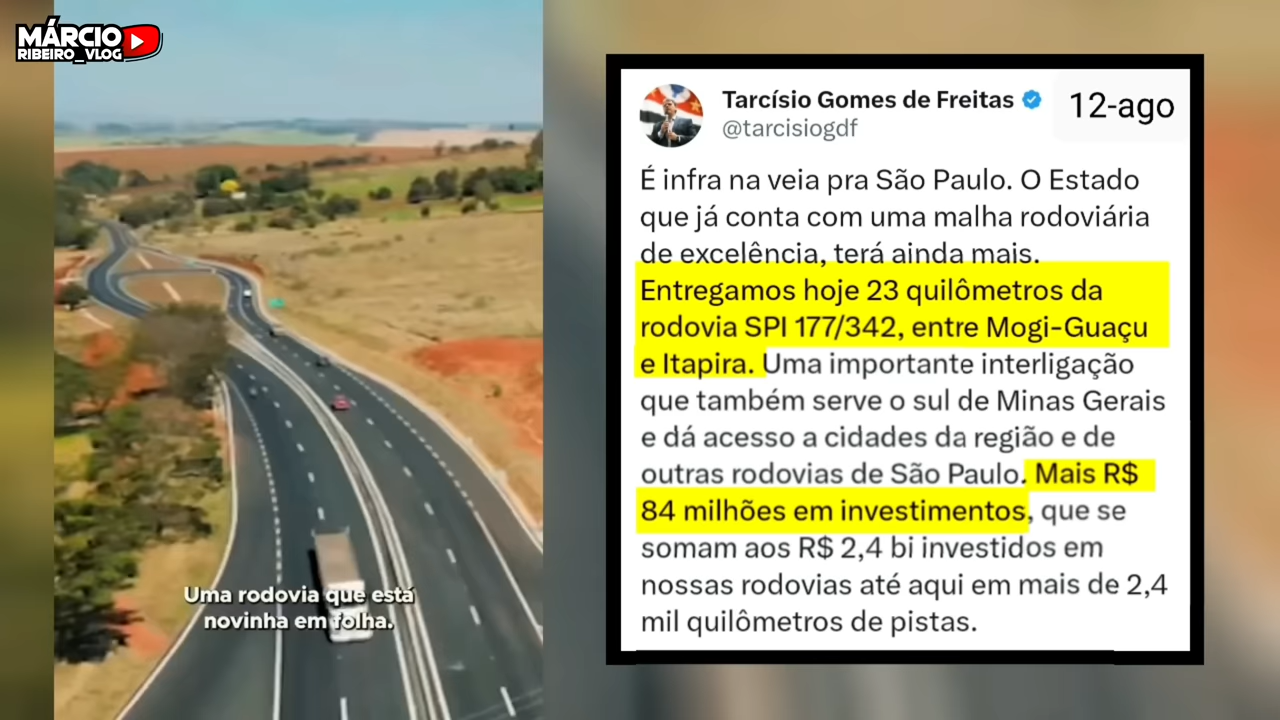 MÁRCIO
RIBEIRO_VLOG
Uma rodovia que está
novinha em folha.
Tarcísio Gomes de Freitas
12-ago
@tarcisiogdf
É infra na veia pra São Paulo. O Estado
que já conta com uma malha rodoviária
de excelência, terá ainda mais.
Entregamos hoje 23 quilômetros da
rodovia SPI 177/342, entre Mogi-Guaçu
e Itapira. Uma importante interligação
que também serve o sul de Minas Gerais
e dá acesso a cidades da região e de
outras rodovias de São Paulo. Mais R$
84 milhões em investimentos, que se
somam aos R$ 2,4 bi investidos em
nossas rodovias até aqui em mais de 2,4
mil quilômetros de pistas.